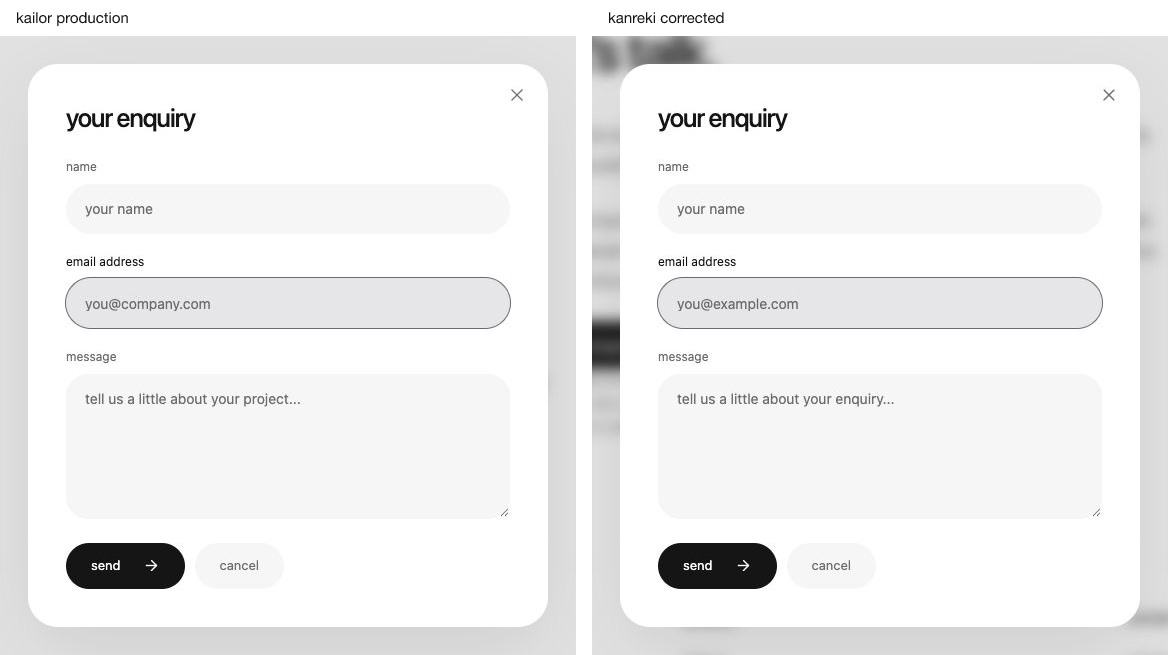 kailor production
your enquiry
name
your name
email address
you@company.com
message
tell us a little about your project...
send
cancel
kanreki corrected
your enquiry
name
your name
email address
you@example.com
message
tell us a little about your enquiry...
send
cancel